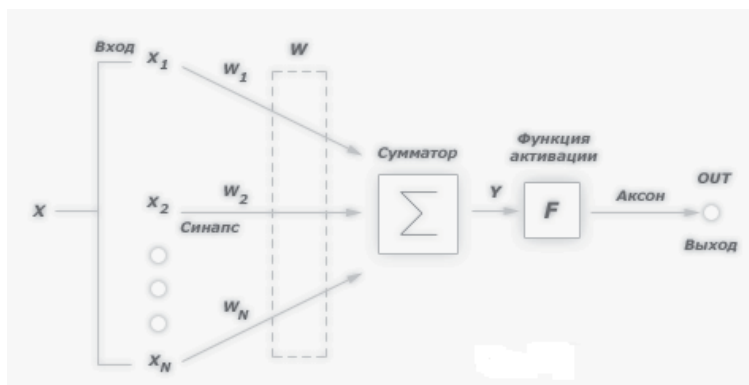 Вход
X1
W1
W
Сумматор
Функция
активации
X
X2
W2
Синапс
Σ
Y
F
Аксон
OUT
Выход
WN
XN